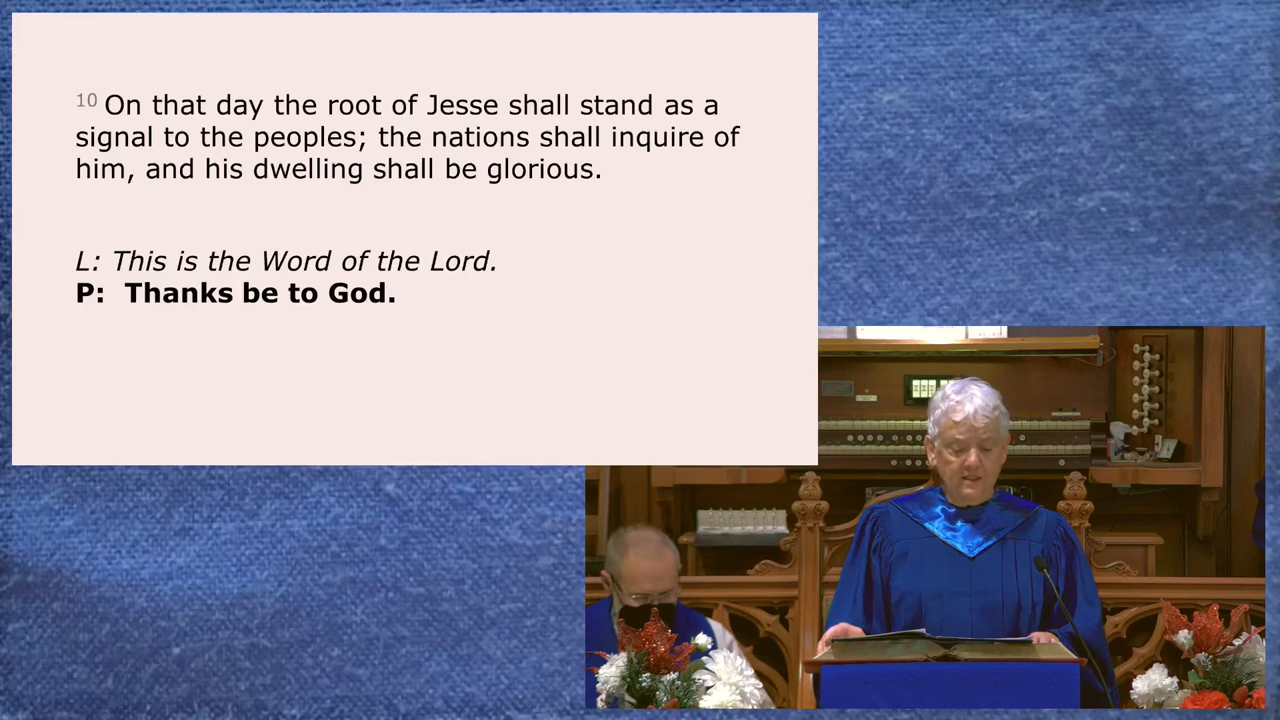 10 On that day the root of Jesse shall stand as a
signal to the peoples; the nations shall inquire of
him, and his dwelling shall be glorious.
L: This is the Word of the Lord.
P: Thanks be to God.